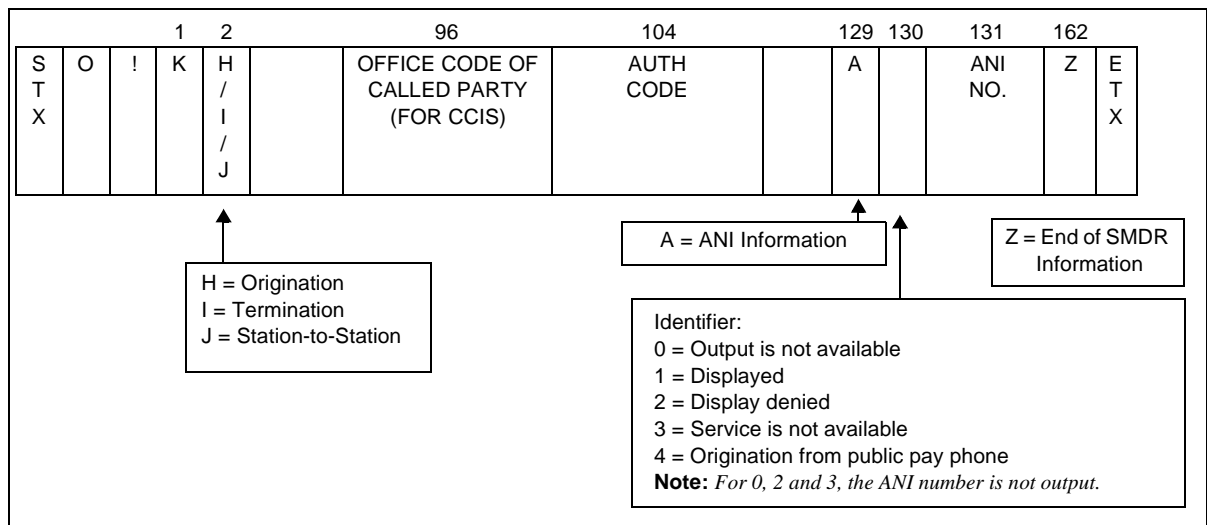 1 2 96 104 129 130 131 162
S T X O ! K H / I / J OFFICE CODE OF CALLED PARTY (FOR CCIS) AUTH CODE A ANI NO. Z E T X
H = Origination
I = Termination
J = Station-to-Station
A = ANI Information
Z = End of SMDR
Information
Identifier:
0 = Output is not available
1 = Displayed
2 = Display denied
3 = Service is not available
4 = Origination from public pay phone
Note: For 0, 2 and 3, the ANI number is not output.